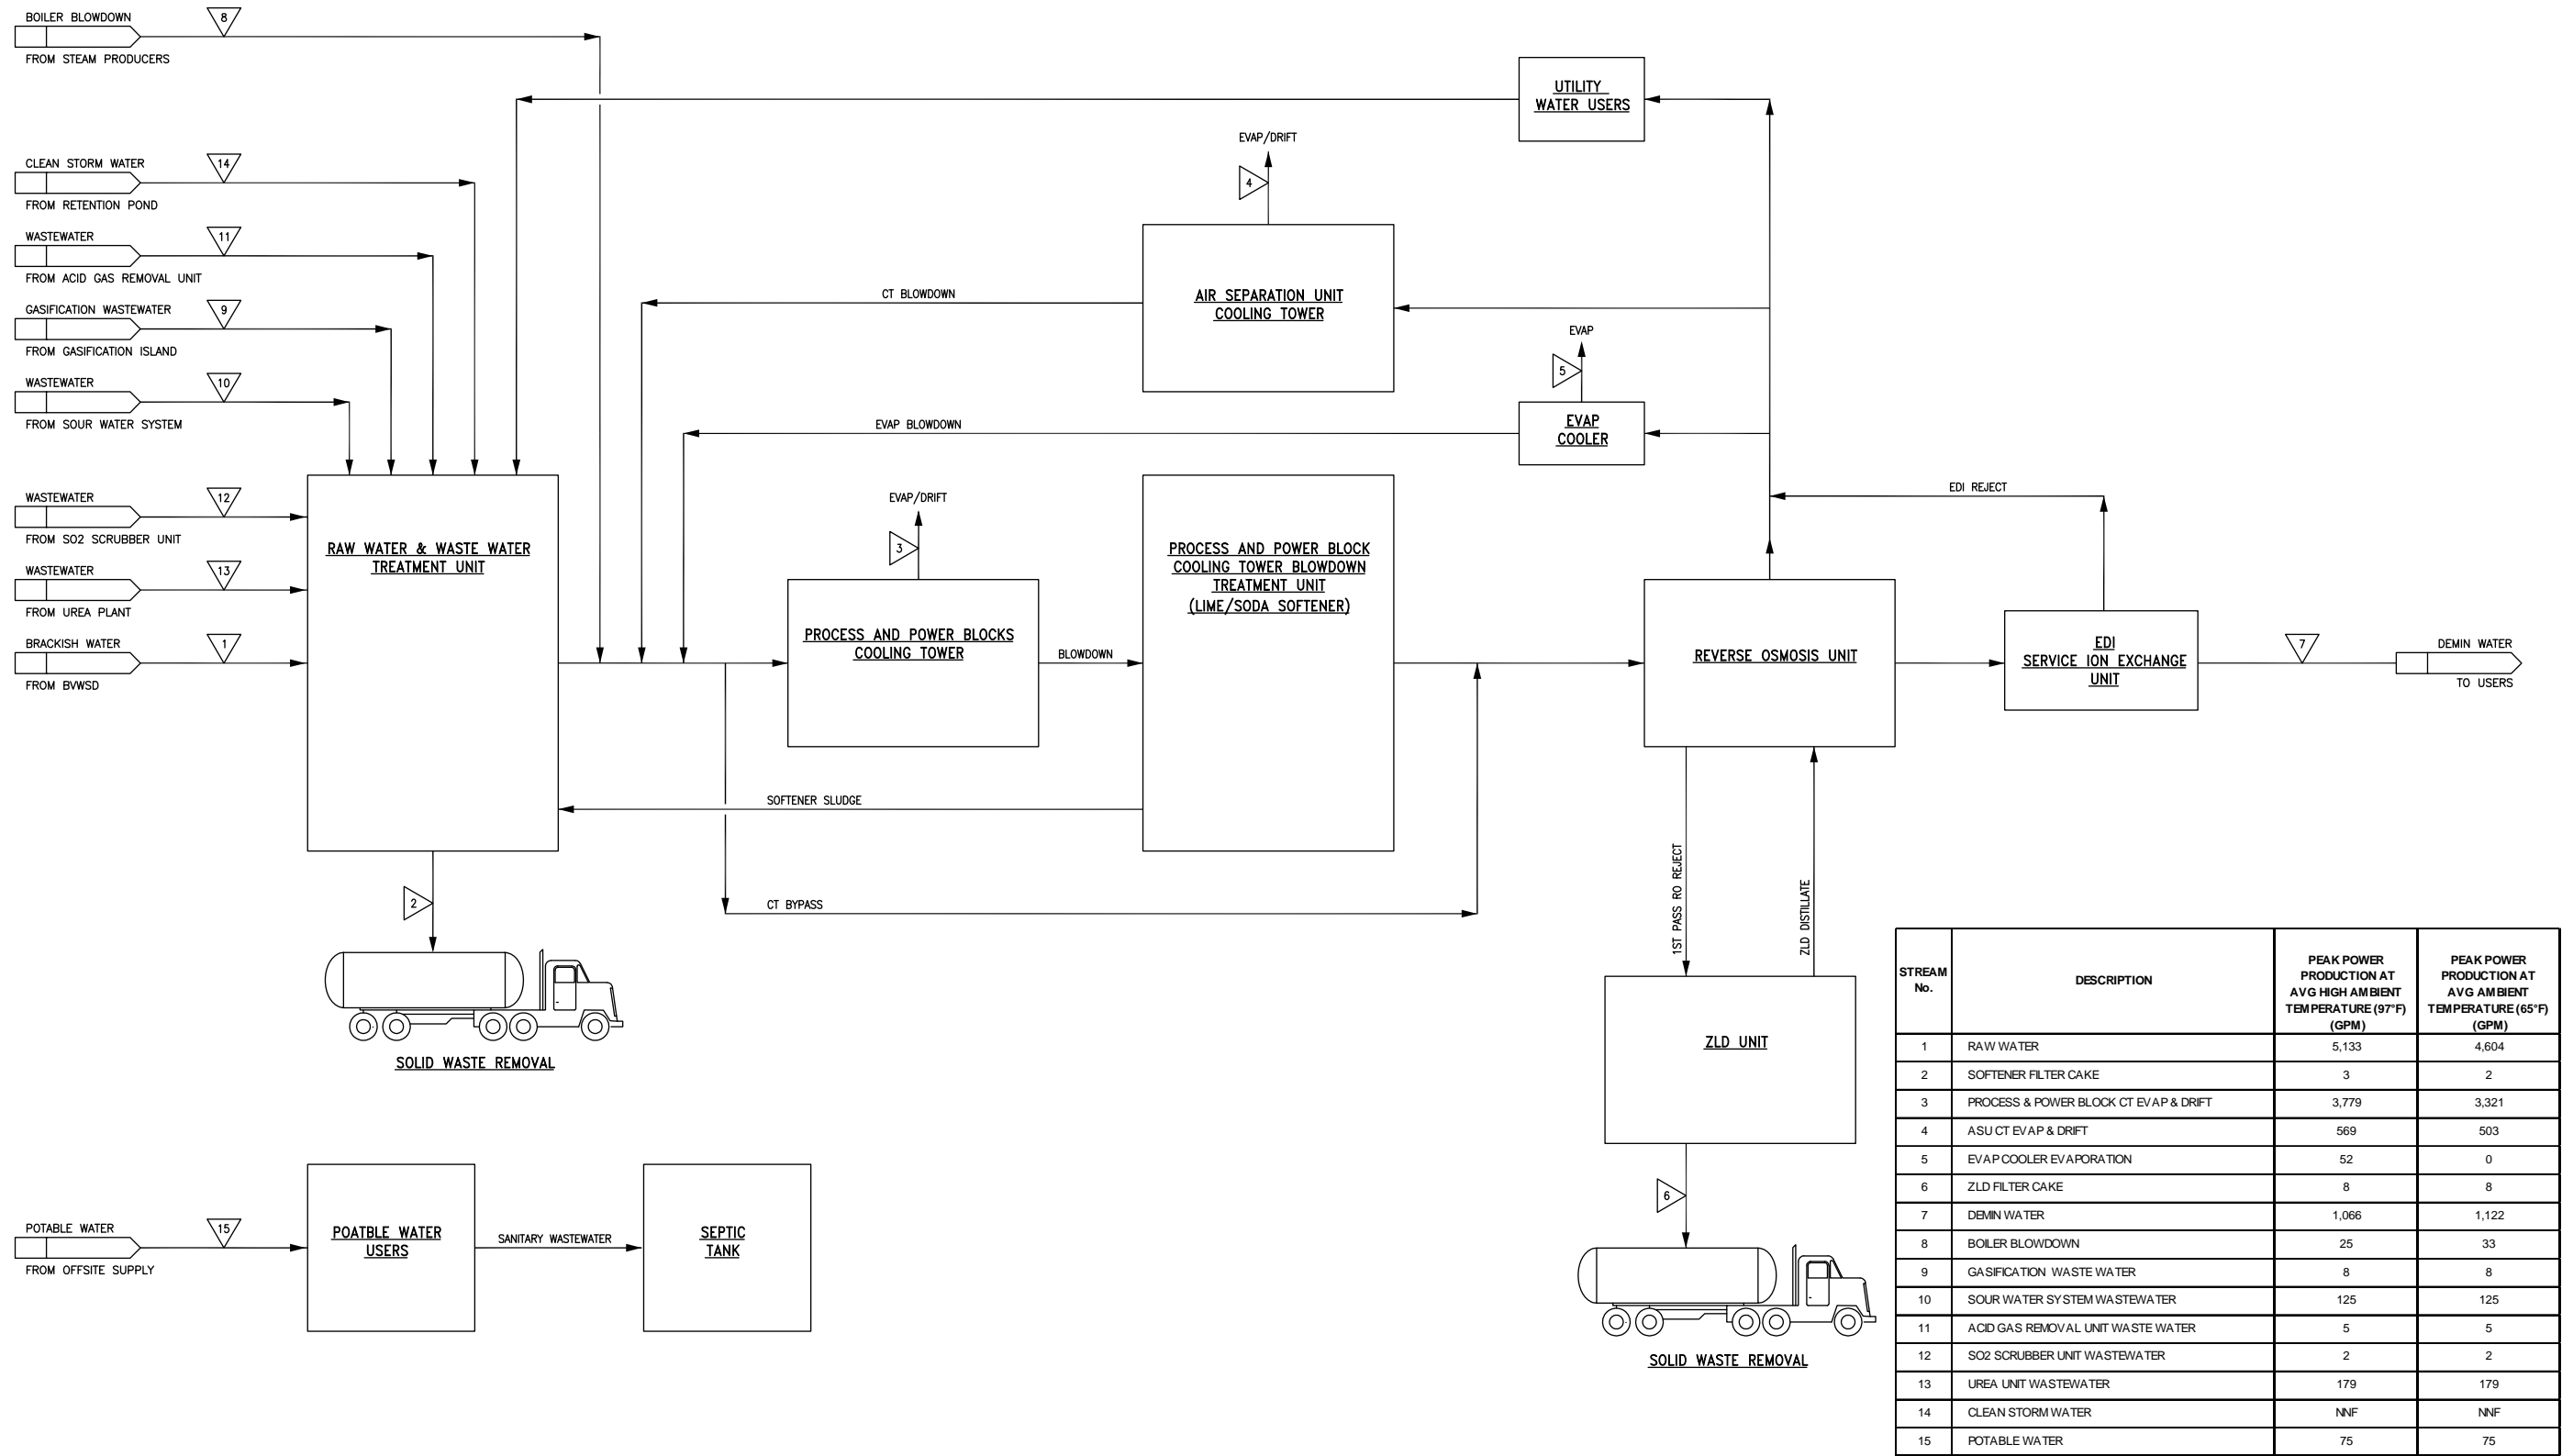 BOILER BLOWDOWN
8
FROM STEAM PRODUCERS
UTILITY
WATER USERS
EVAP/DRIFT
4
CLEAN STORM WATER
14
FROM RETENTION POND
WASTEWATER
11
FROM ACID GAS REMOVAL UNIT
CT BLOWDOWN
AIR SEPARATION UNIT
COOLING TOWER
GASIFICATION WASTEWATER
9
FROM GASIFICATION ISLAND
EVAP
5
WASTEWATER
10
FROM SOUR WATER SYSTEM
EVAP BLOWDOWN
EVAP
COOLER
WASTEWATER
12
FROM SO2 SCRUBBER UNIT
EVAP/DRIFT
3
EDI REJECT
RAW WATER & WASTE WATER
TREATMENT UNIT
PROCESS AND POWER BLOCK
COOLING TOWER BLOWDOWN
TREATMENT UNIT
(LIME/SODA SOFTENER)
WASTEWATER
13
FROM UREA PLANT
BRACKISH WATER
1
FROM BVWSD
PROCESS AND POWER BLOCKS
COOLING TOWER
BLOWDOWN
REVERSE OSMOSIS UNIT
EDI
SERVICE ION EXCHANGE
UNIT
7
DEMIN WATER
TO USERS
SOFTENER SLUDGE
2
CT BYPASS
1ST PASS RO REJECT
ZLD DISTILLATE
SOLID WASTE REMOVAL
ZLD UNIT
6
SOLID WASTE REMOVAL
POTABLE WATER
15
FROM OFFSITE SUPPLY
POATBLE WATER
USERS
SANITARY WASTEWATER
SEPTIC
TANK
STREAM
No.
DESCRIPTION
PEAK POWER
PRODUCTION AT
AVG HIGH AMBIENT
TEMPERATURE (97°F)
(GPM)
PEAK POWER
PRODUCTION AT
AVG AMBIENT
TEMPERATURE (65°F)
(GPM)
1 RAW WATER 5,133 4,604
2 SOFTENER FILTER CAKE 3 2
3 PROCESS & POWER BLOCK CT EVAP & DRIFT 3,779 3,321
4 ASU CT EVAP & DRIFT 569 503
5 EVAP COOLER EVAPORATION 52 0
6 ZLD FILTER CAKE 8 8
7 DEMIN WATER 1,066 1,122
8 BOILER BLOWDOWN 25 33
9 GASIFICATION WASTE WATER 8 8
10 SOUR WATER SYSTEM WASTEWATER 125 125
11 ACID GAS REMOVAL UNIT WASTE WATER 5 5
12 SO2 SCRUBBER UNIT WASTEWATER 2 2
13 UREA UNIT WASTEWATER 179 179
14 CLEAN STORM WATER NNF NNF
15 POTABLE WATER 75 75